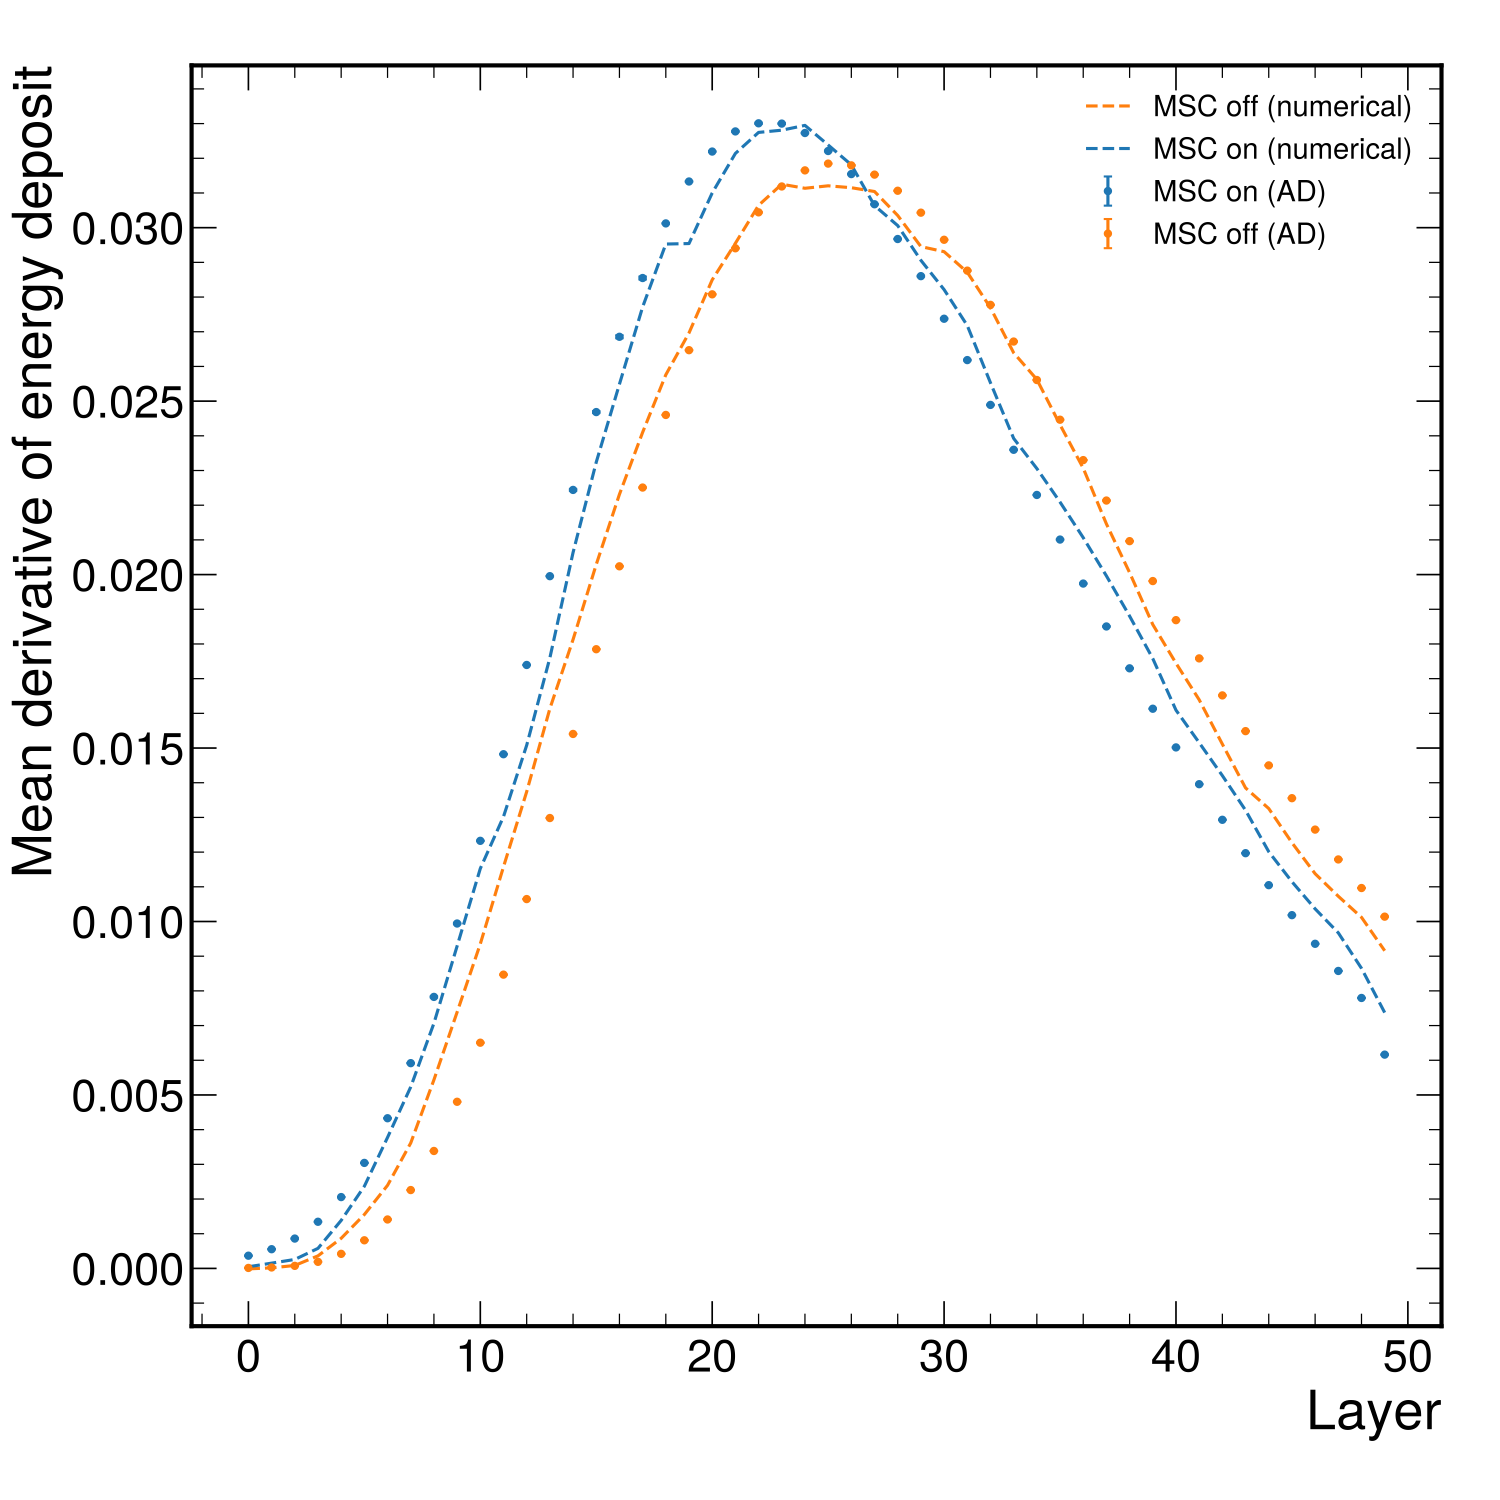 Mean derivative of energy deposit
0.030
0.025
0.020
0.015
0.010
0.005
0.000
MSC off (numerical)
MSC on (numerical)
MSC on (AD)
MSC off (AD)
0 10 20 30 40 50
Layer